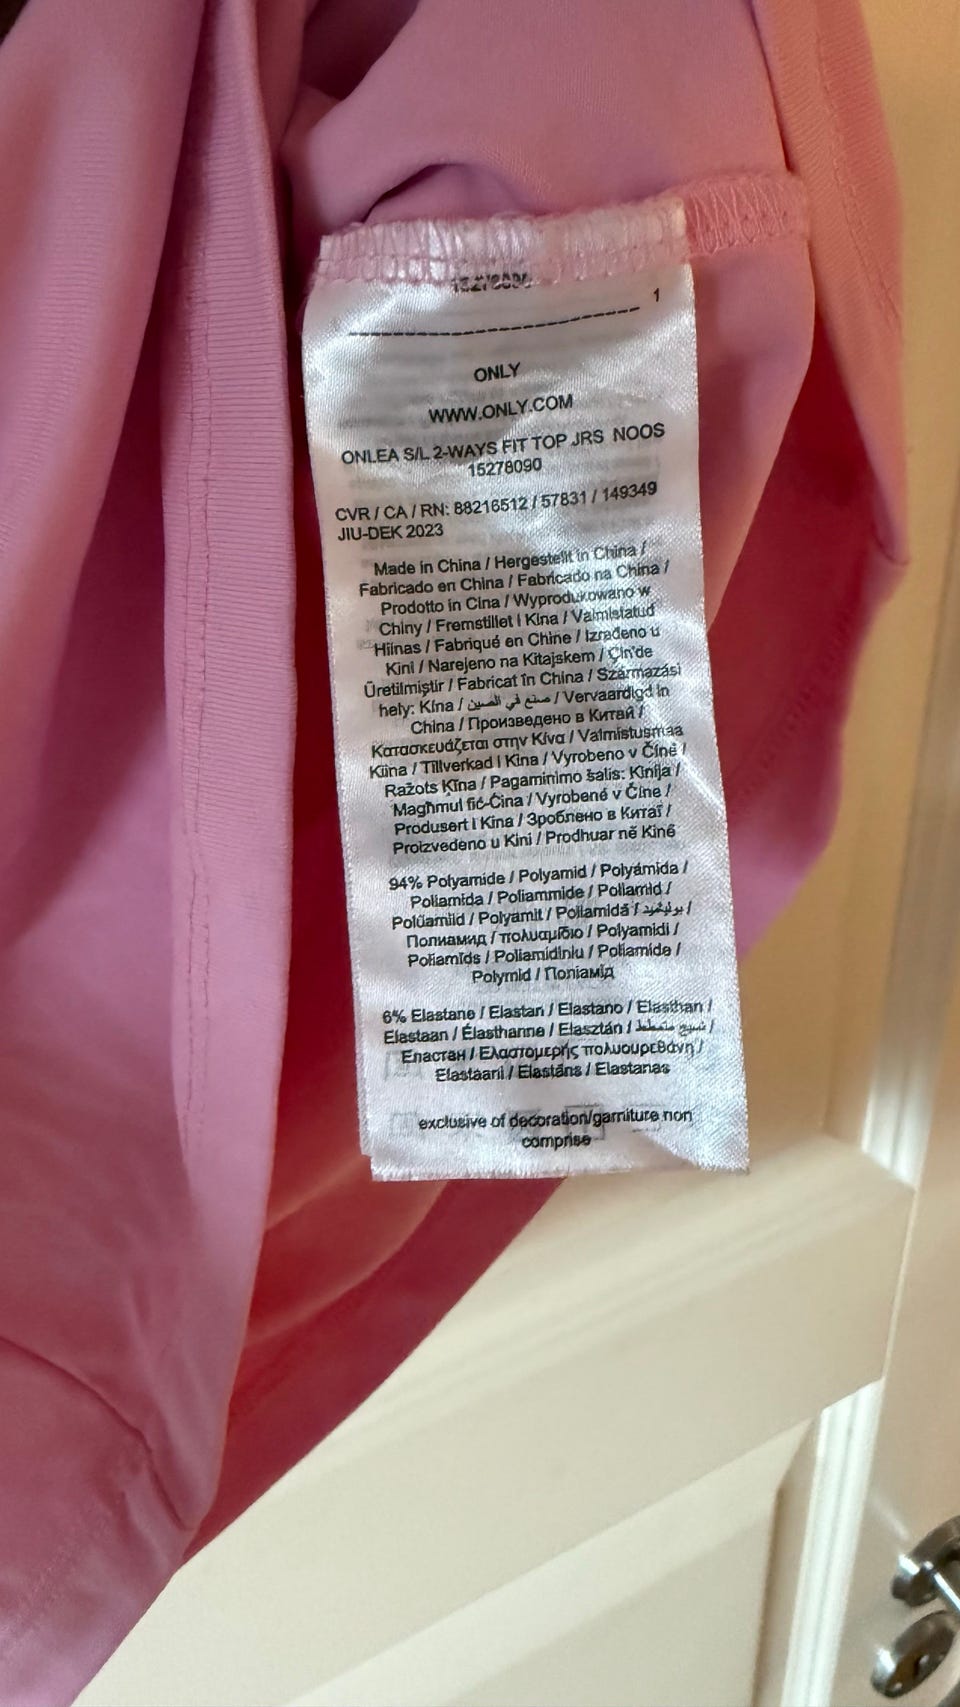 1
ONLY
WWW.ONLY.COM
ONLEA S/L 2-WAYS FIT TOP JRS NOOS
15278090
CVR / CA / RN: 88216512 / 57831 / 149349
JIU-DEK 2023
Made in China / Hergestellt in China /
Fabricado en China / Fabricado na China /
Prodotto in Cina / Wyprodukowano w
Chiny / Fremstillet i Kina / Valmistatud
Hiinas / Fabriqué en Chine / Izrađeno u
Kini / Narejeno na Kitajskem / Çin'de
Üretilmiştir / Fabricat în China / Származási
hely: Kína / صنع في الصين / Vervaardigd in
China / Произведено в Китай /
Κατασκευάζεται στην Κίνα / Valmistusmaa
Kiina / Tillverkad i Kina / Vyrobeno v Číně /
Ražots Ķīna / Pagaminimo šalis: Kinija /
Magħmul fiċ-Ċina / Vyrobené v Číne /
Produsert i Kina / Зроблено в Китаї /
Proizvedeno u Kini / Prodhuar në Kinë
94% Polyamide / Polyamid / Polyámida /
Poliamida / Poliammide / Poliamid /
Polüamiid / Polyamit / Poliamidă / بوليميد /
Полиамид / πολυαμίδιο / Polyamidi /
Poliamīds / Poliamidiniu / Poliamide /
Polymid / Поліамід
6% Elastane / Elastan / Elastano / Elasthan /
Elastaan / Élasthanne / Elasztán / نسيج متمطط /
Еластан / Ελαστομερής πολυουρεθάνη /
Elastaani / Elastāns / Elastanas
exclusive of decoration/garniture non
comprise